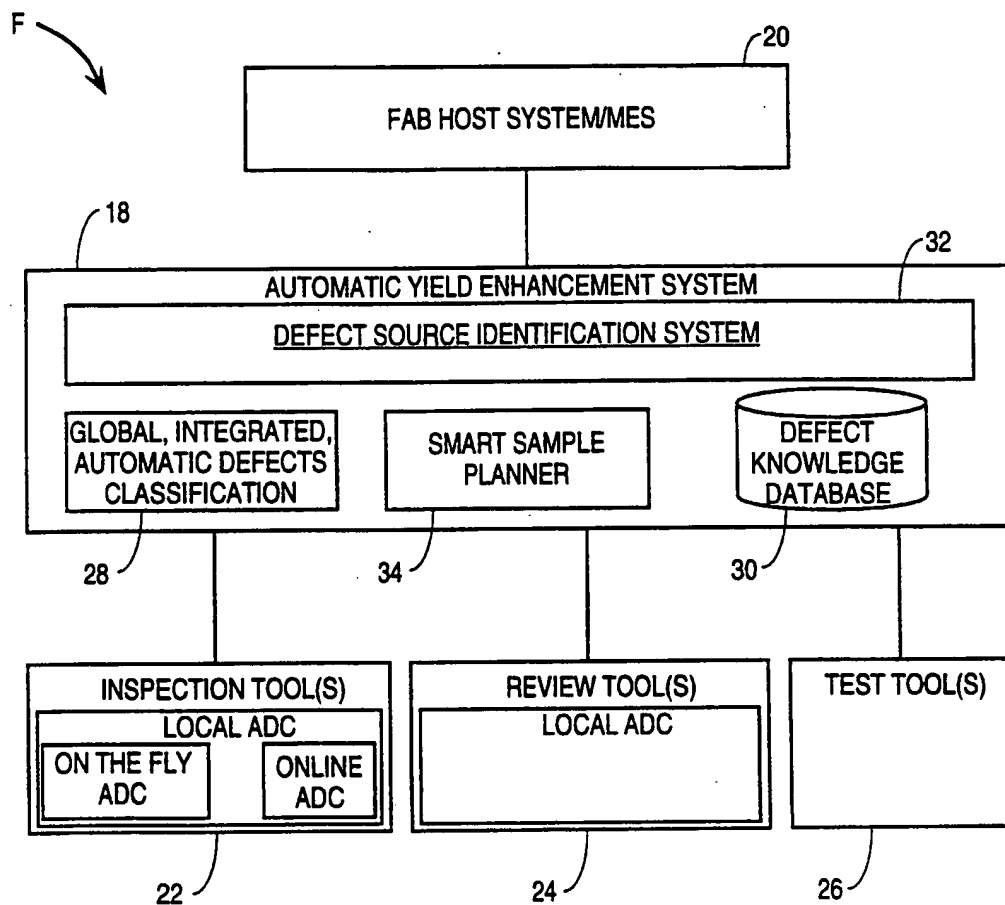 F
20
FAB HOST SYSTEM/MES
18
32
AUTOMATIC YIELD ENHANCEMENT SYSTEM
DEFECT SOURCE IDENTIFICATION SYSTEM
GLOBAL, INTEGRATED,
AUTOMATIC DEFECTS
CLASSIFICATION
SMART SAMPLE
PLANNER
DEFECT
KNOWLEDGE
DATABASE
28
34
30
INSPECTION TOOL(S)
LOCAL ADC
ON THE FLY
ADC
ONLINE
ADC
REVIEW TOOL(S)
LOCAL ADC
TEST TOOL(S)
22
24
26